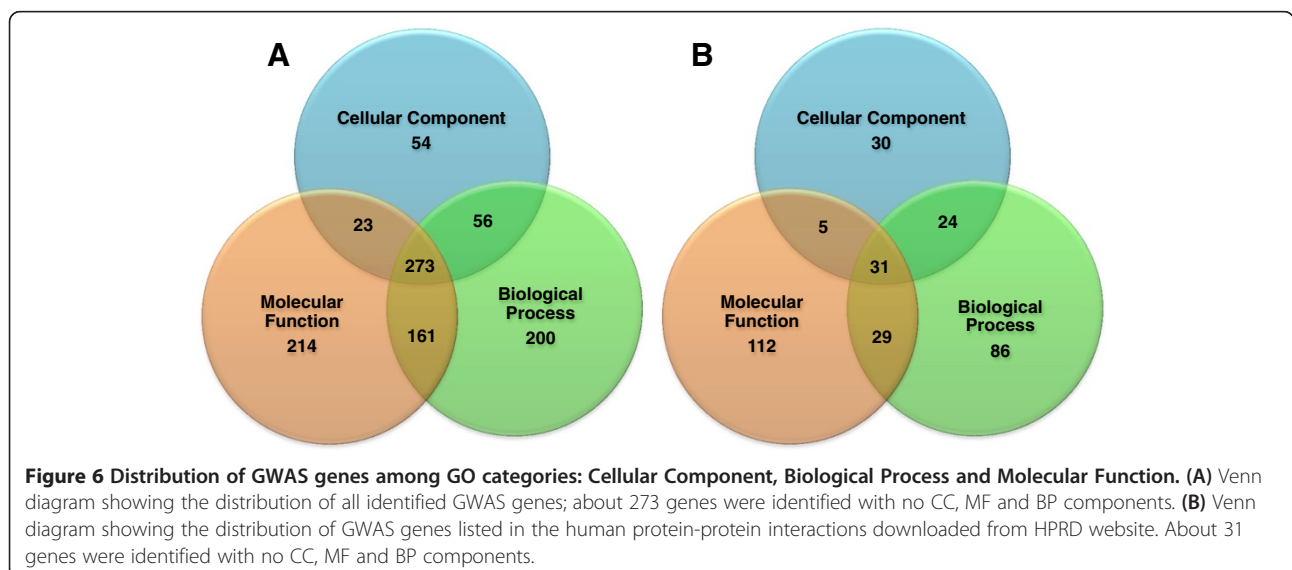 A
Cellular Component
54
23
56
273
Molecular
Function
214
161
Biological
Process
200
B
Cellular Component
30
5
24
31
Molecular
Function
112
29
Biological
Process
86
Figure 6 Distribution of GWAS genes among GO categories: Cellular Component, Biological Process and Molecular Function. (A) Venn
diagram showing the distribution of all identified GWAS genes; about 273 genes were identified with no CC, MF and BP components. (B) Venn
diagram showing the distribution of GWAS genes listed in the human protein-protein interactions downloaded from HPRD website. About 31
genes were identified with no CC, MF and BP components.